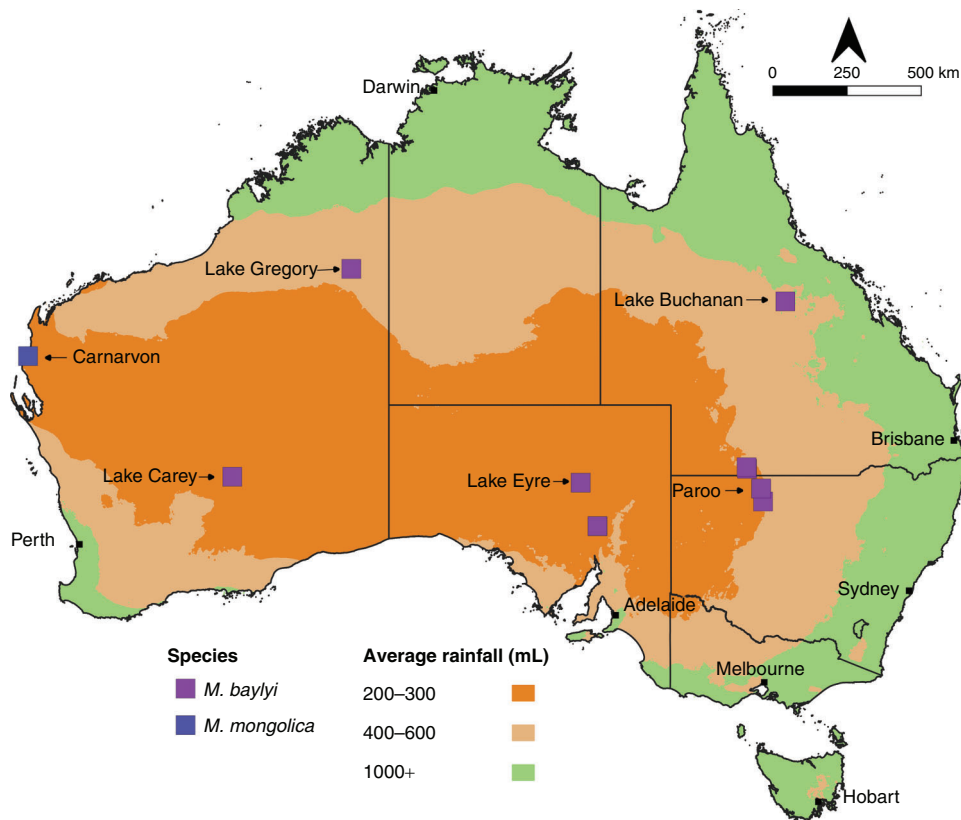 Darwin
0 250 500 km
Lake Gregory
Lake Buchanan
Carnarvon
Brisbane
Lake Carey
Lake Eyre
Paroo
Perth
Sydney
Adelaide
Species
Average rainfall (mL)
Melbourne
M. baylyi
200–300
M. mongolica
400–600
1000+
Hobart